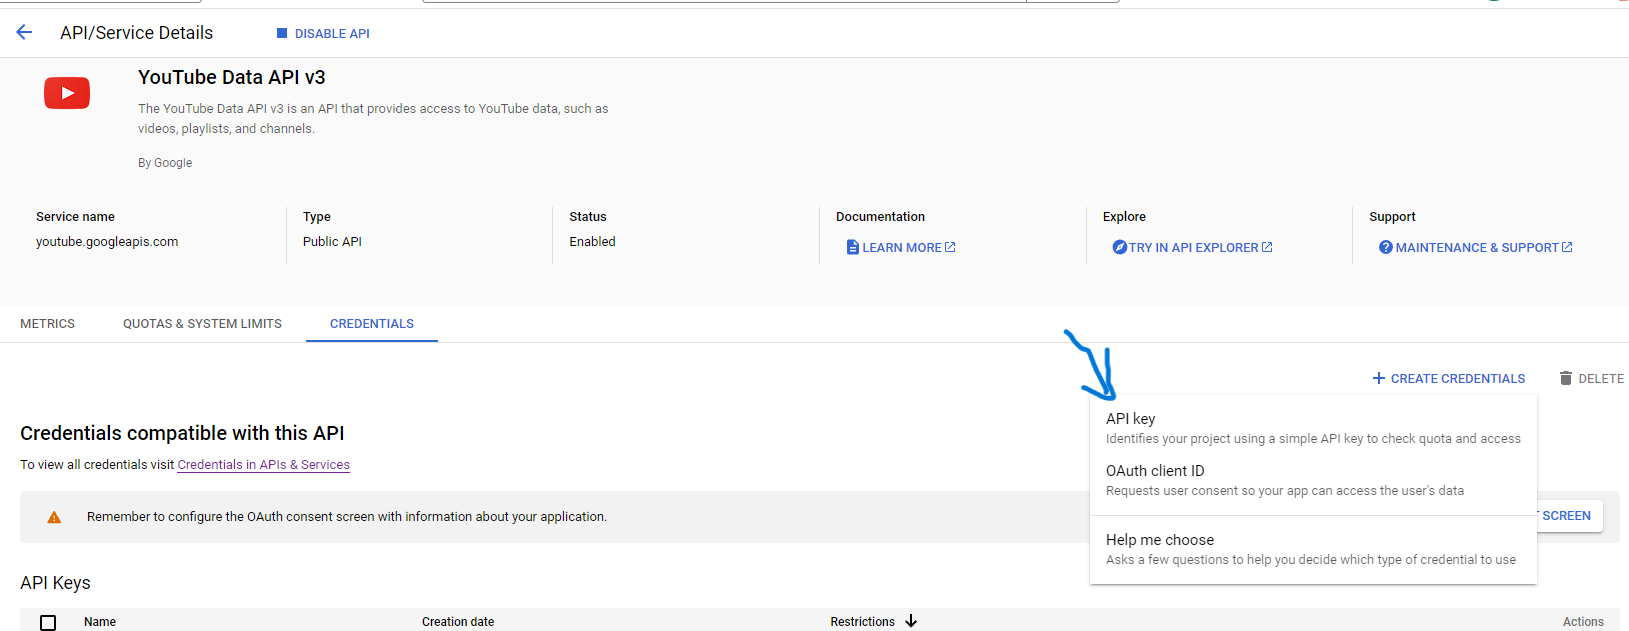 API/Service Details
DISABLE API
YouTube Data API v3
The YouTube Data API v3 is an API that provides access to YouTube data, such as
videos, playlists, and channels.
By Google
Service name
youtube.googleapis.com
Type
Public API
Status
Enabled
Documentation
LEARN MORE
Explore
TRY IN API EXPLORER
Support
MAINTENANCE & SUPPORT
METRICS
QUOTAS & SYSTEM LIMITS
CREDENTIALS
+ CREATE CREDENTIALS
DELETE
API key
Identifies your project using a simple API key to check quota and access
OAuth client ID
Requests user consent so your app can access the user's data
Help me choose
Asks a few questions to help you decide which type of credential to use
Credentials compatible with this API
To view all credentials visit Credentials in APIs & Services
Remember to configure the OAuth consent screen with information about your application.
SCREEN
API Keys
Name
Creation date
Restrictions
Actions